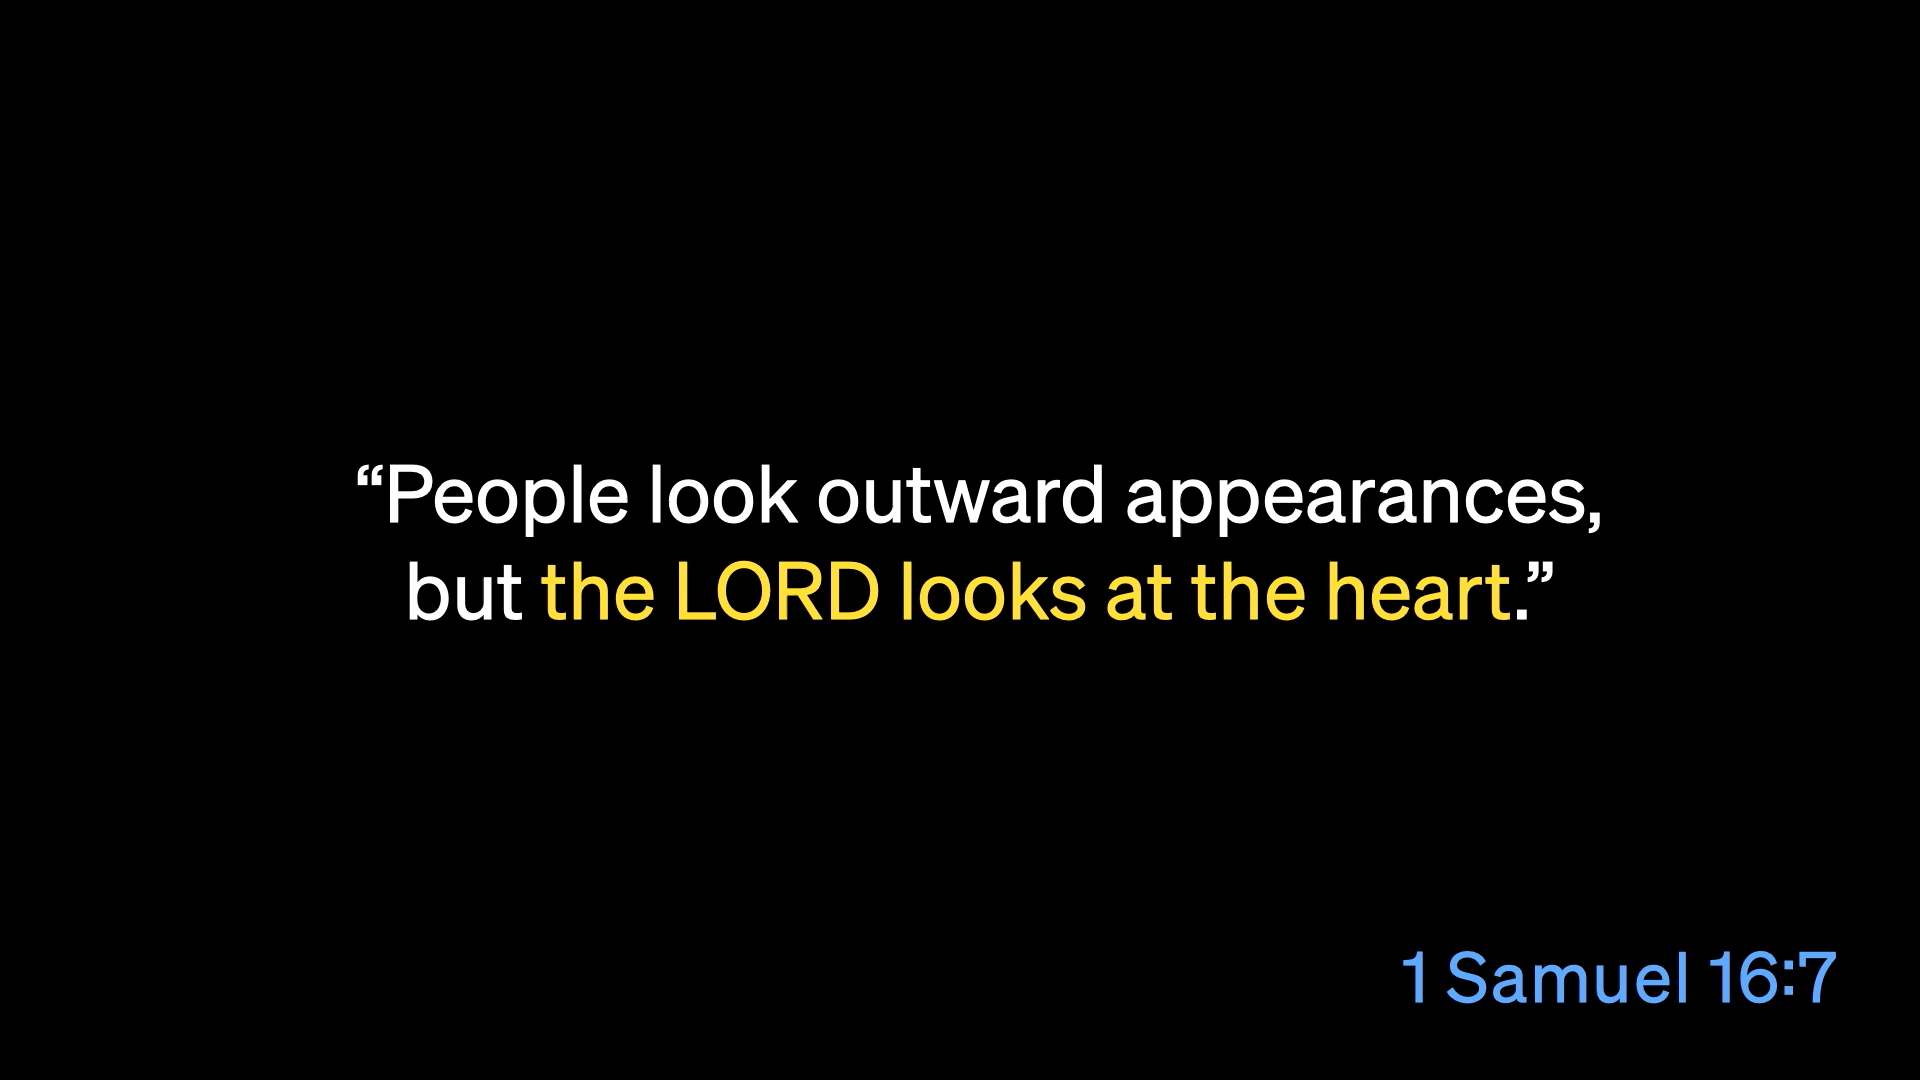 “People look outward appearances,
but the LORD looks at the heart.”
1 Samuel 16:7